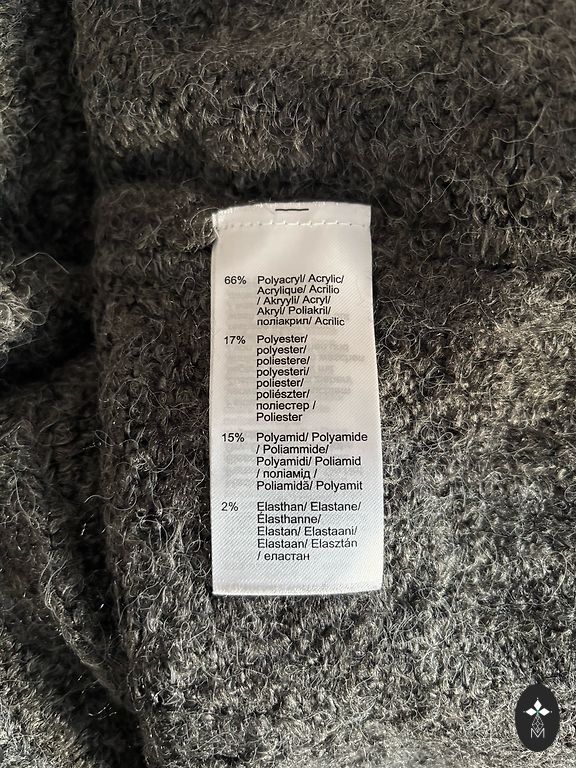 66% Polyacryl/ Acrylic/
Acrylique/ Acrilio
/ Akryyli/ Acryl/
Akryl/ Poliakril/
поліакрил/ Acrilic
17% Polyester/
polyester/
poliestere/
polyesteri/
poliester/
poliészter/
поліестер /
Poliester
15% Polyamid/ Polyamide
/ Poliammide/
Polyamidi/ Poliamid
/ поліамід /
Poliamidă/ Polyamit
2% Elasthan/ Elastane/
Élasthanne/
Elastan/ Elastaani/
Elastaan/ Elasztán
/ еластан
M